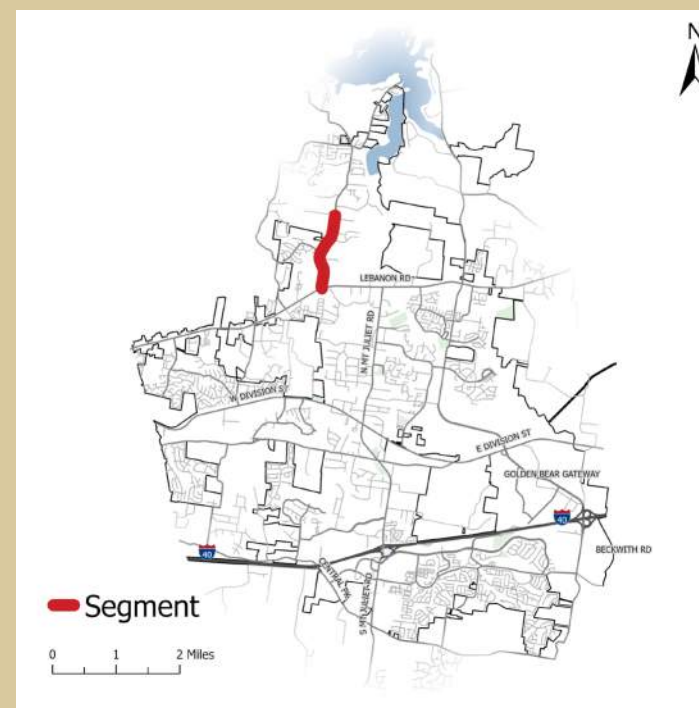 N
LEBANON RD
N MT JULIET RD
W DIVISION ST
E DIVISION ST
GOLDEN BEAR GATEWAY
40
BECKWITH RD
40
CENTRAL PIK
S MT JULIET RD
Segment
0 1 2 Miles